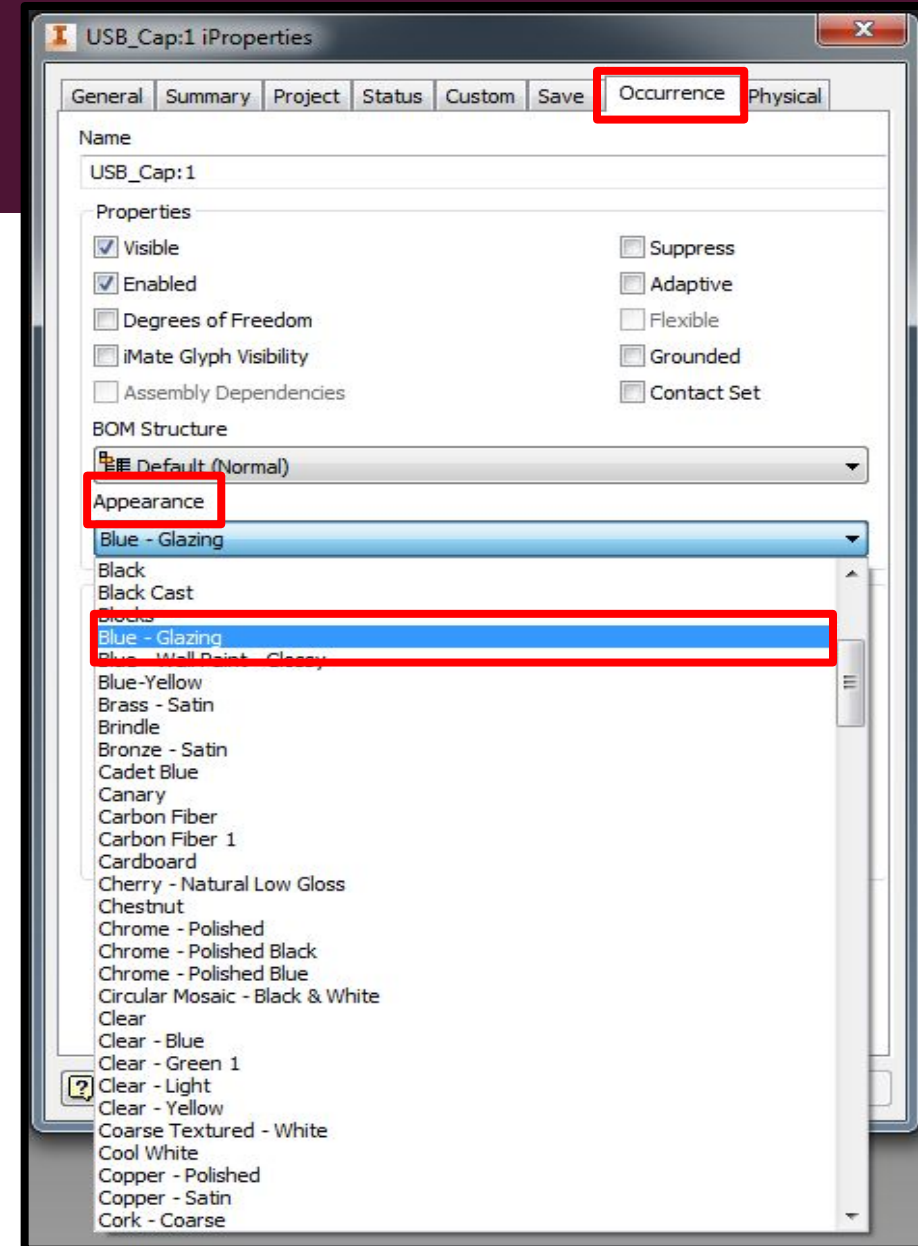 USB_Cap:1 iProperties
General Summary Project Status Custom Save Occurrence Physical
Name
USB_Cap:1
Properties
Visible Suppress
Enabled Adaptive
Degrees of Freedom Flexible
iMate Glyph Visibility Grounded
Assembly Dependencies Contact Set
BOM Structure
Default (Normal)
Appearance
Blue - Glazing
Black
Black Cast
Blocks
Blue - Glazing
Blue - Wall Paint - Glossy
Blue-Yellow
Brass - Satin
Brindle
Bronze - Satin
Cadet Blue
Canary
Carbon Fiber
Carbon Fiber 1
Cardboard
Cherry - Natural Low Gloss
Chestnut
Chrome - Polished
Chrome - Polished Black
Chrome - Polished Blue
Circular Mosaic - Black & White
Clear
Clear - Blue
Clear - Green 1
Clear - Light
Clear - Yellow
Coarse Textured - White
Cool White
Copper - Polished
Copper - Satin
Cork - Coarse